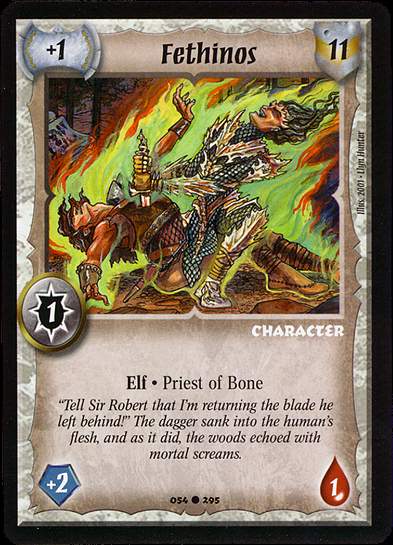 +1
Fethinos
11
Illus. 2001 • Llyn Hunter
1
CHARACTER
Elf • Priest of Bone
"Tell Sir Robert that I'm returning the blade he
left behind!" The dagger sank into the human's
flesh, and as it did, the woods echoed with
mortal screams.
+2
054 ● 295
1